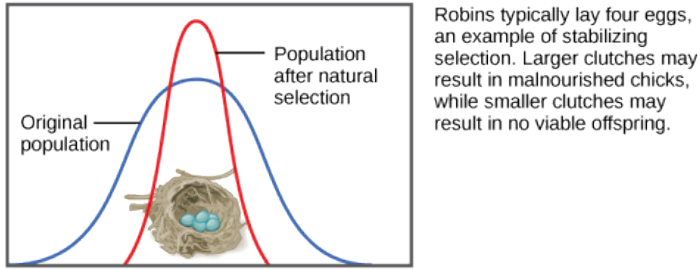 Population
after natural
selection
Original
population
Robins typically lay four eggs,
an example of stabilizing
selection. Larger clutches may
result in malnourished chicks,
while smaller clutches may
result in no viable offspring.